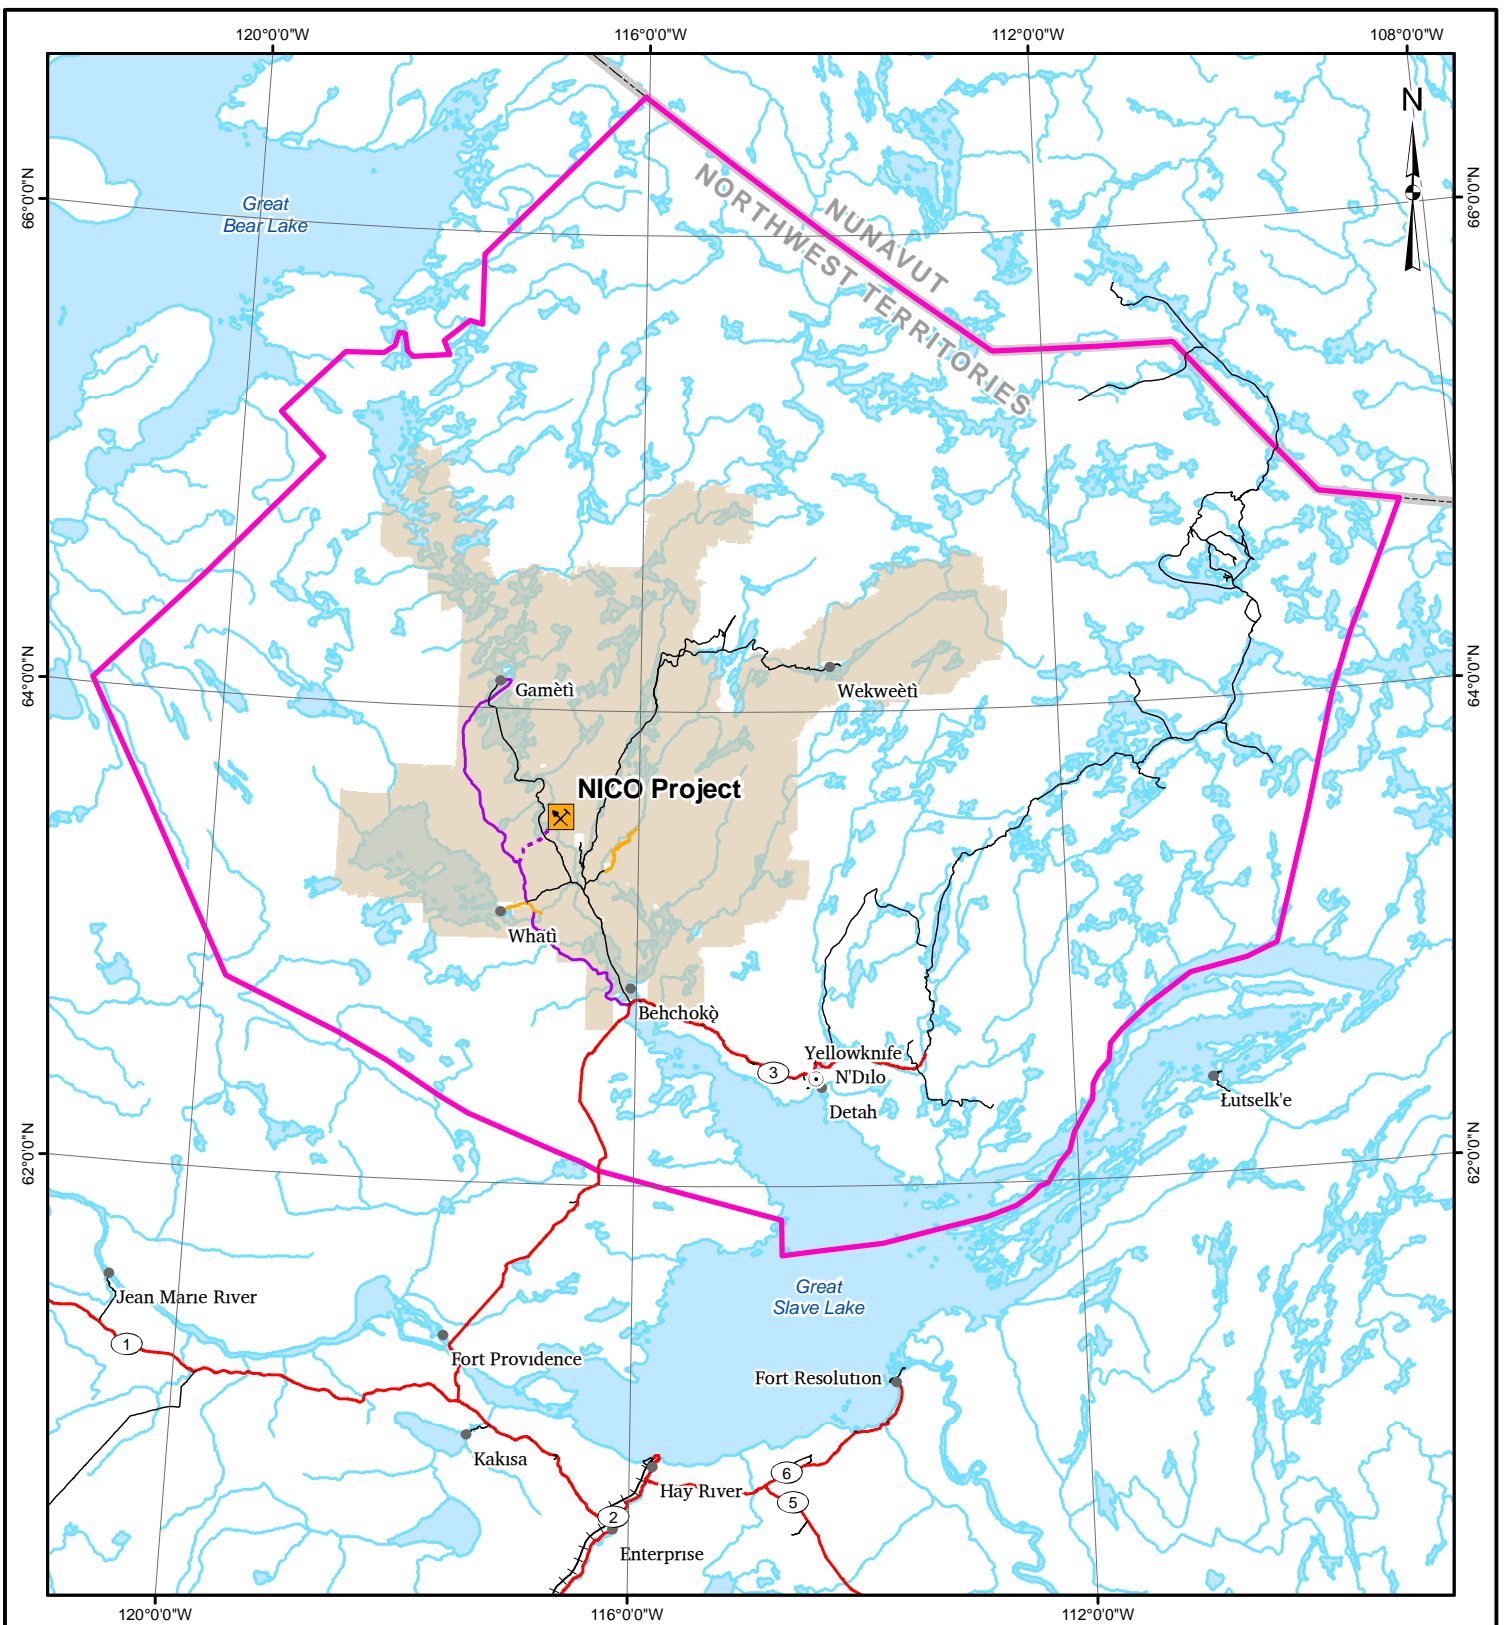 120°0'0"W
116°0'0"W
112°0'0"W
108°0'0"W
N
66°0'0"N
66°0'0"N
Great
Bear Lake
NUNAVUT
NORTHWEST TERRITORIES
64°0'0"N
64°0'0"N
Gamètì
Wekweètì
NICO Project
Whatì
Behchokǫ̀
Yellowknife
3
N'Dılo
Detah
Łutselk'e
62°0'0"N
62°0'0"N
Jean Marıe Rıver
Great
Slave Lake
1
Fort Provıdence
Fort Resolutıon
Kakısa
6
Hay Rıver
5
2
Enterprıse
120°0'0"W
116°0'0"W
112°0'0"W